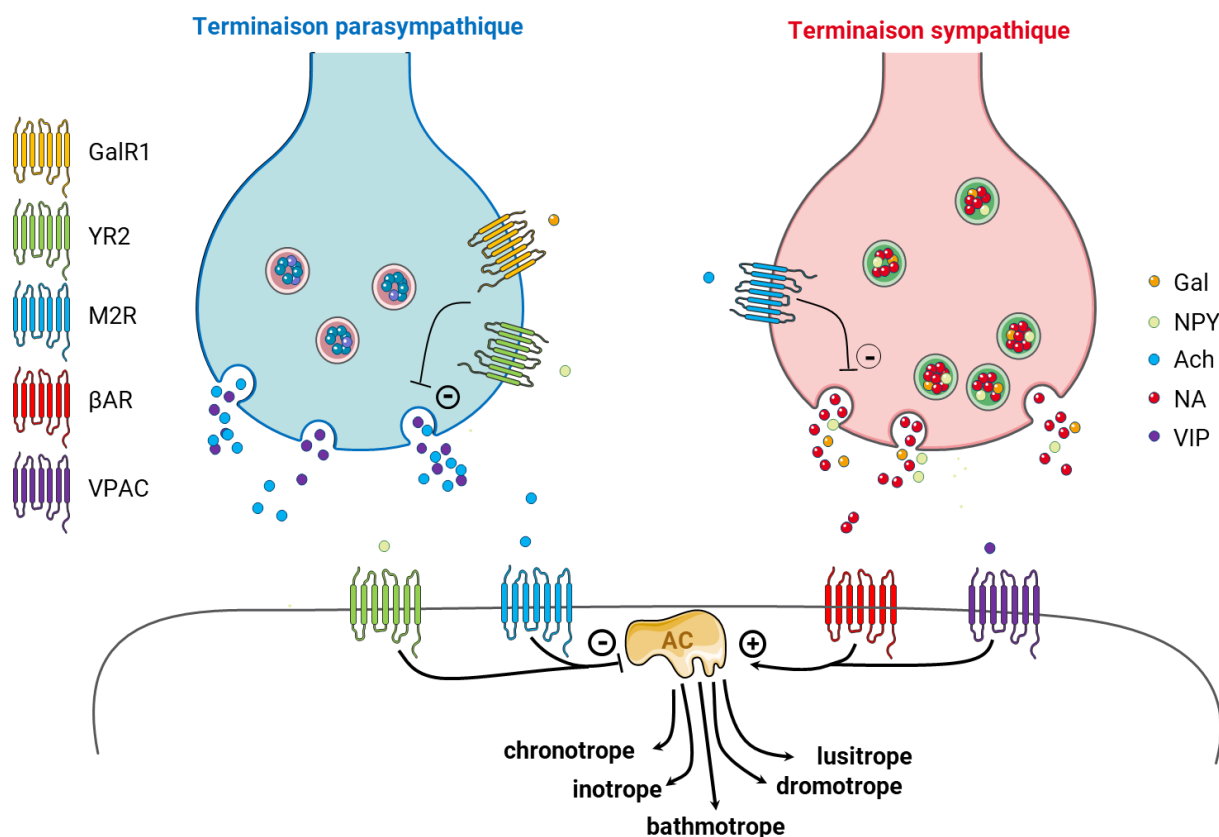 Terminaison parasympathique
Terminaison sympathique
GalR1
YR2
M2R
βAR
VPAC
-
-
Gal
NPY
Ach
NA
VIP
-
AC
+
chronotrope
inotrope
bathmotrope
dromotrope
lusitrope